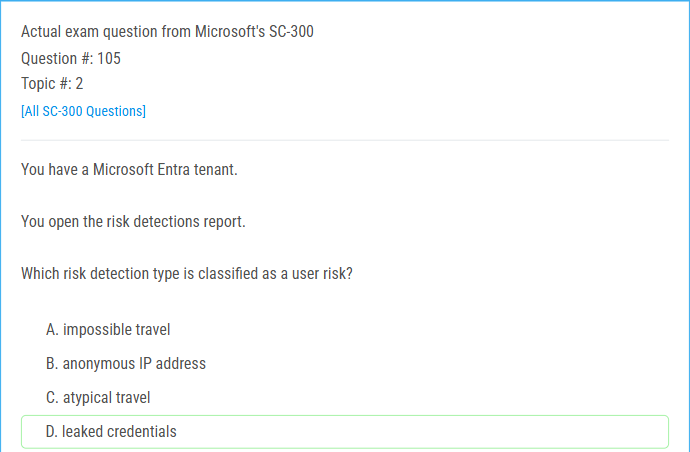 Actual exam question from Microsoft's SC-300
Question #: 105
Topic #: 2
[All SC-300 Questions]
You have a Microsoft Entra tenant.
You open the risk detections report.
Which risk detection type is classified as a user risk?
A. impossible travel
B. anonymous IP address
C. atypical travel
D. leaked credentials